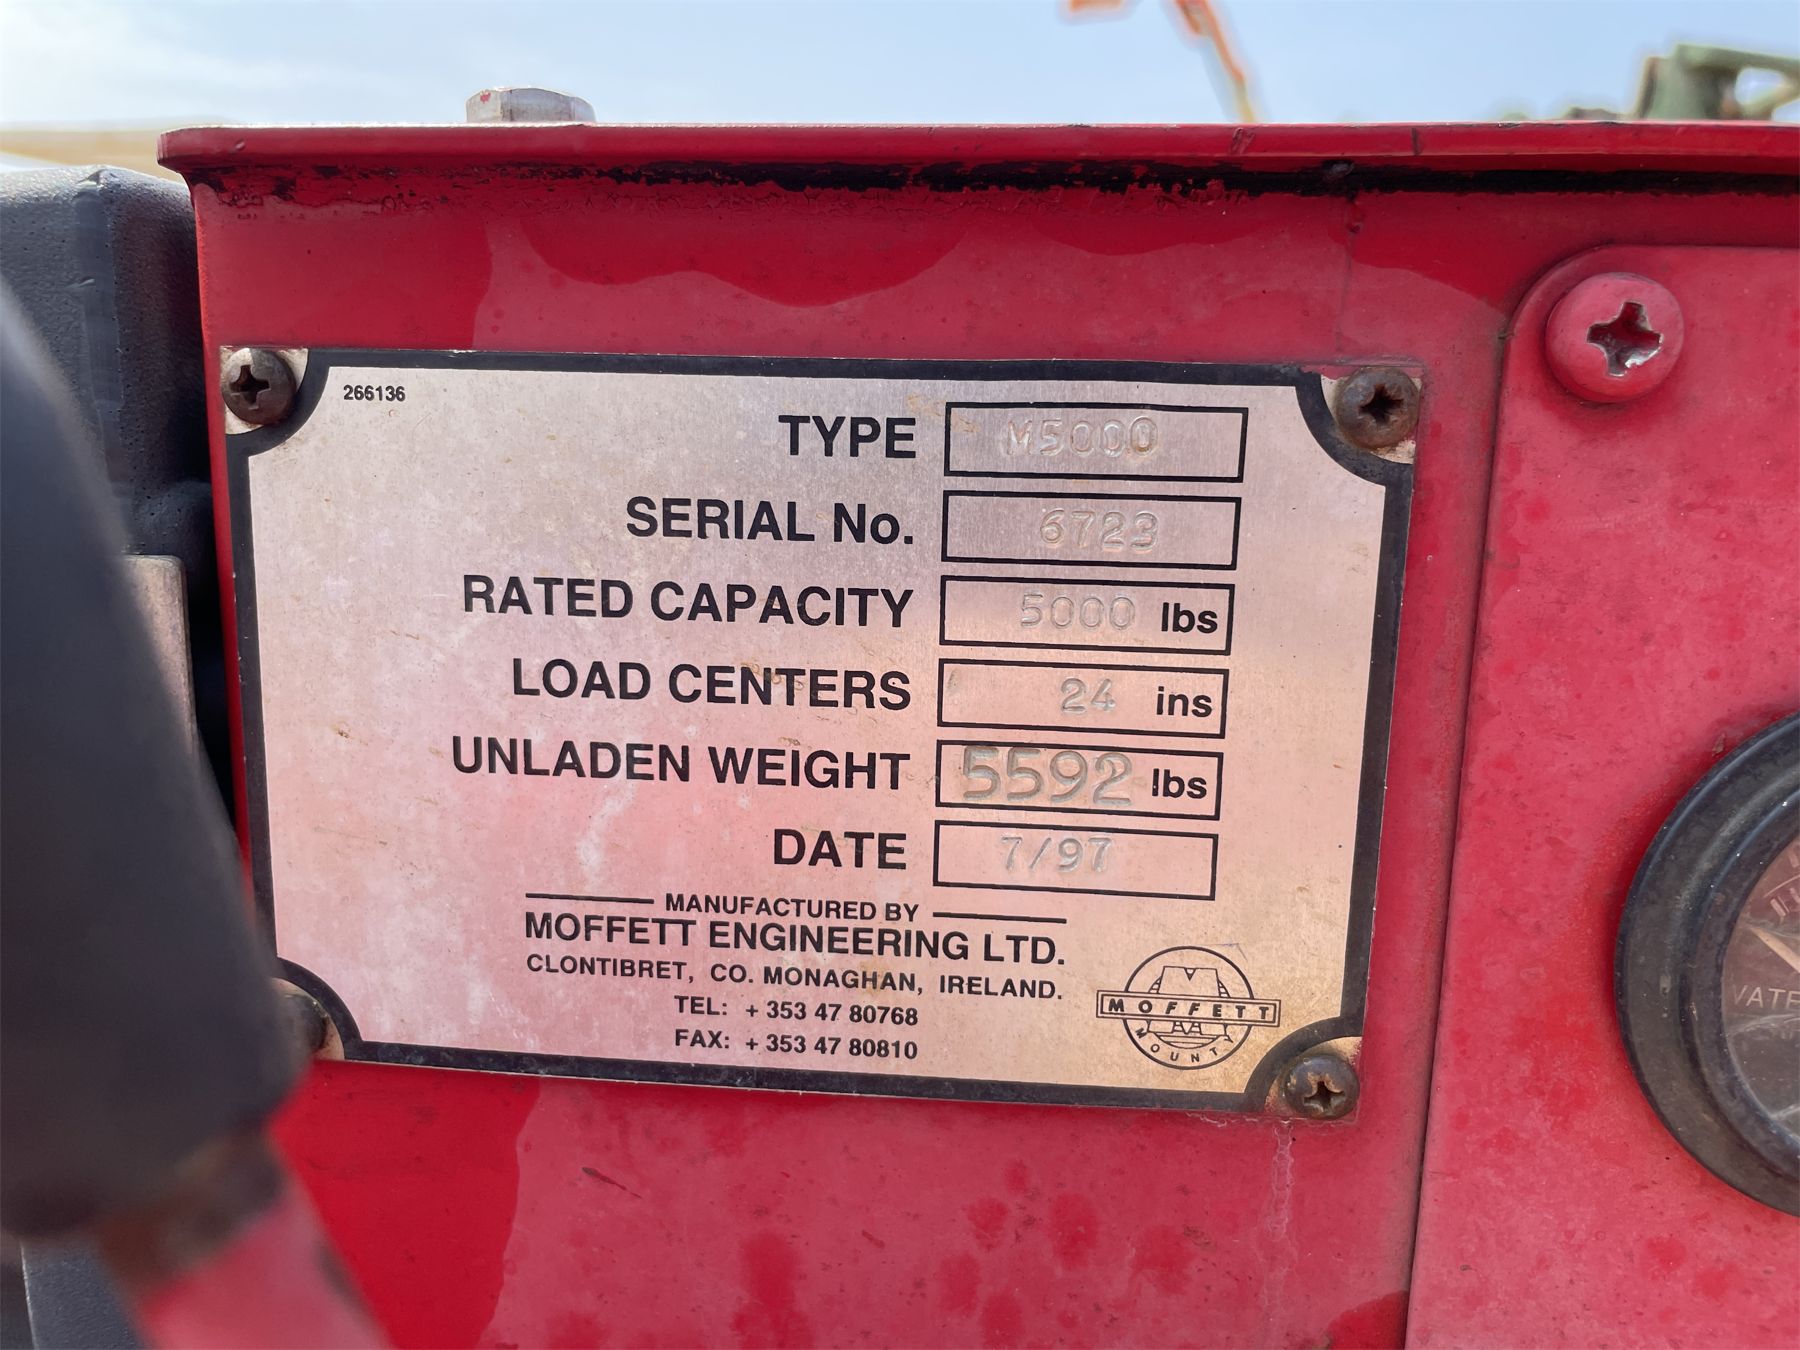 266136
TYPE M5000
SERIAL No. 6723
RATED CAPACITY 5000 lbs
LOAD CENTERS 24 ins
UNLADEN WEIGHT 5592 lbs
DATE 7/97
MANUFACTURED BY
MOFFETT ENGINEERING LTD.
CLONTIBRET, CO. MONAGHAN, IRELAND.
TEL: + 353 47 80768
FAX: + 353 47 80810
MOFFETT
MOUNTY